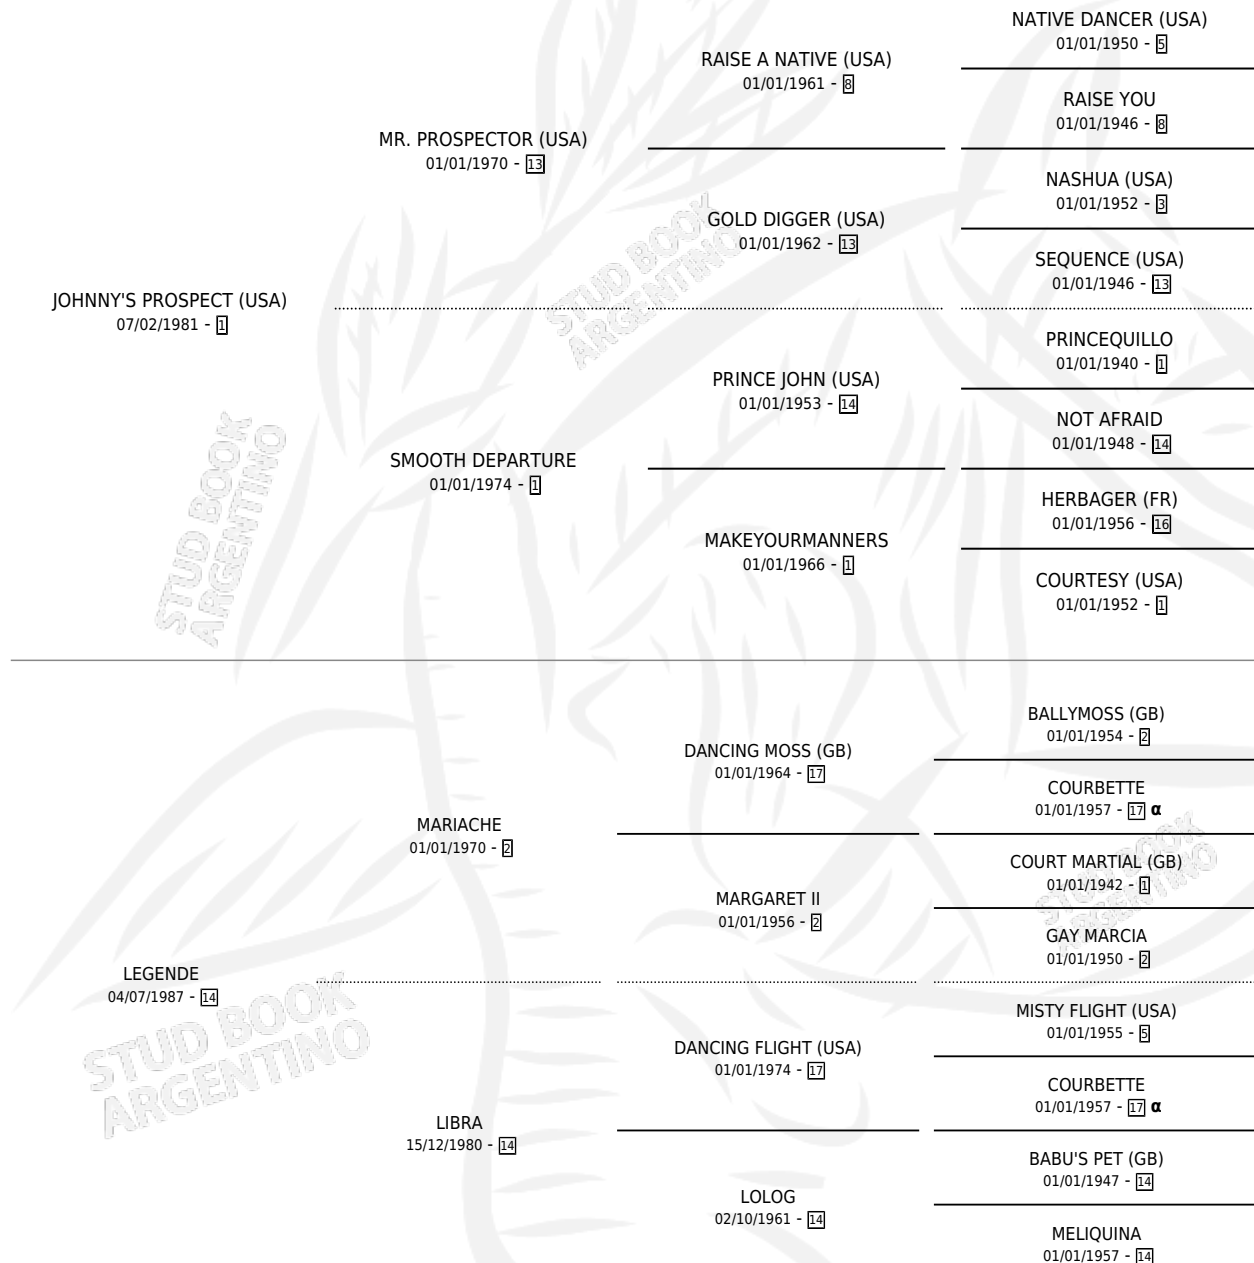 NATIVE DANCER (USA)
01/01/1950 - 5
RAISE A NATIVE (USA)
01/01/1961 - 8
RAISE YOU
01/01/1946 - 8
MR. PROSPECTOR (USA)
01/01/1970 - 13
NASHUA (USA)
01/01/1952 - 3
GOLD DIGGER (USA)
01/01/1962 - 13
SEQUENCE (USA)
01/01/1946 - 13
STUD BOOK
ARGENTINO
JOHNNY'S PROSPECT (USA)
07/02/1981 - 1
PRINCEQUILLO
01/01/1940 - 1
PRINCE JOHN (USA)
01/01/1953 - 14
NOT AFRAID
01/01/1948 - 14
SMOOTH DEPARTURE
01/01/1974 - 1
HERBAGER (FR)
01/01/1956 - 16
MAKEYOURMANNERS
01/01/1966 - 1
COURTESY (USA)
01/01/1952 - 1
STUD BOOK
ARGENTINO
BALLYMOSS (GB)
01/01/1954 - 2
DANCING MOSS (GB)
01/01/1964 - 17
COURBETTE
01/01/1957 - 17 α
MARIACHE
01/01/1970 - 2
COURT MARTIAL (GB)
01/01/1942 - 1
MARGARET II
01/01/1956 - 2
GAY MARCIA
01/01/1950 - 2
STUD BOOK
ARGENTINO
LEGENDE
04/07/1987 - 14
MISTY FLIGHT (USA)
01/01/1955 - 5
DANCING FLIGHT (USA)
01/01/1974 - 17
COURBETTE
01/01/1957 - 17 α
STUD BOOK
ARGENTINO
LIBRA
15/12/1980 - 14
BABU'S PET (GB)
01/01/1947 - 14
LOLOG
02/10/1961 - 14
MELIQUINA
01/01/1957 - 14